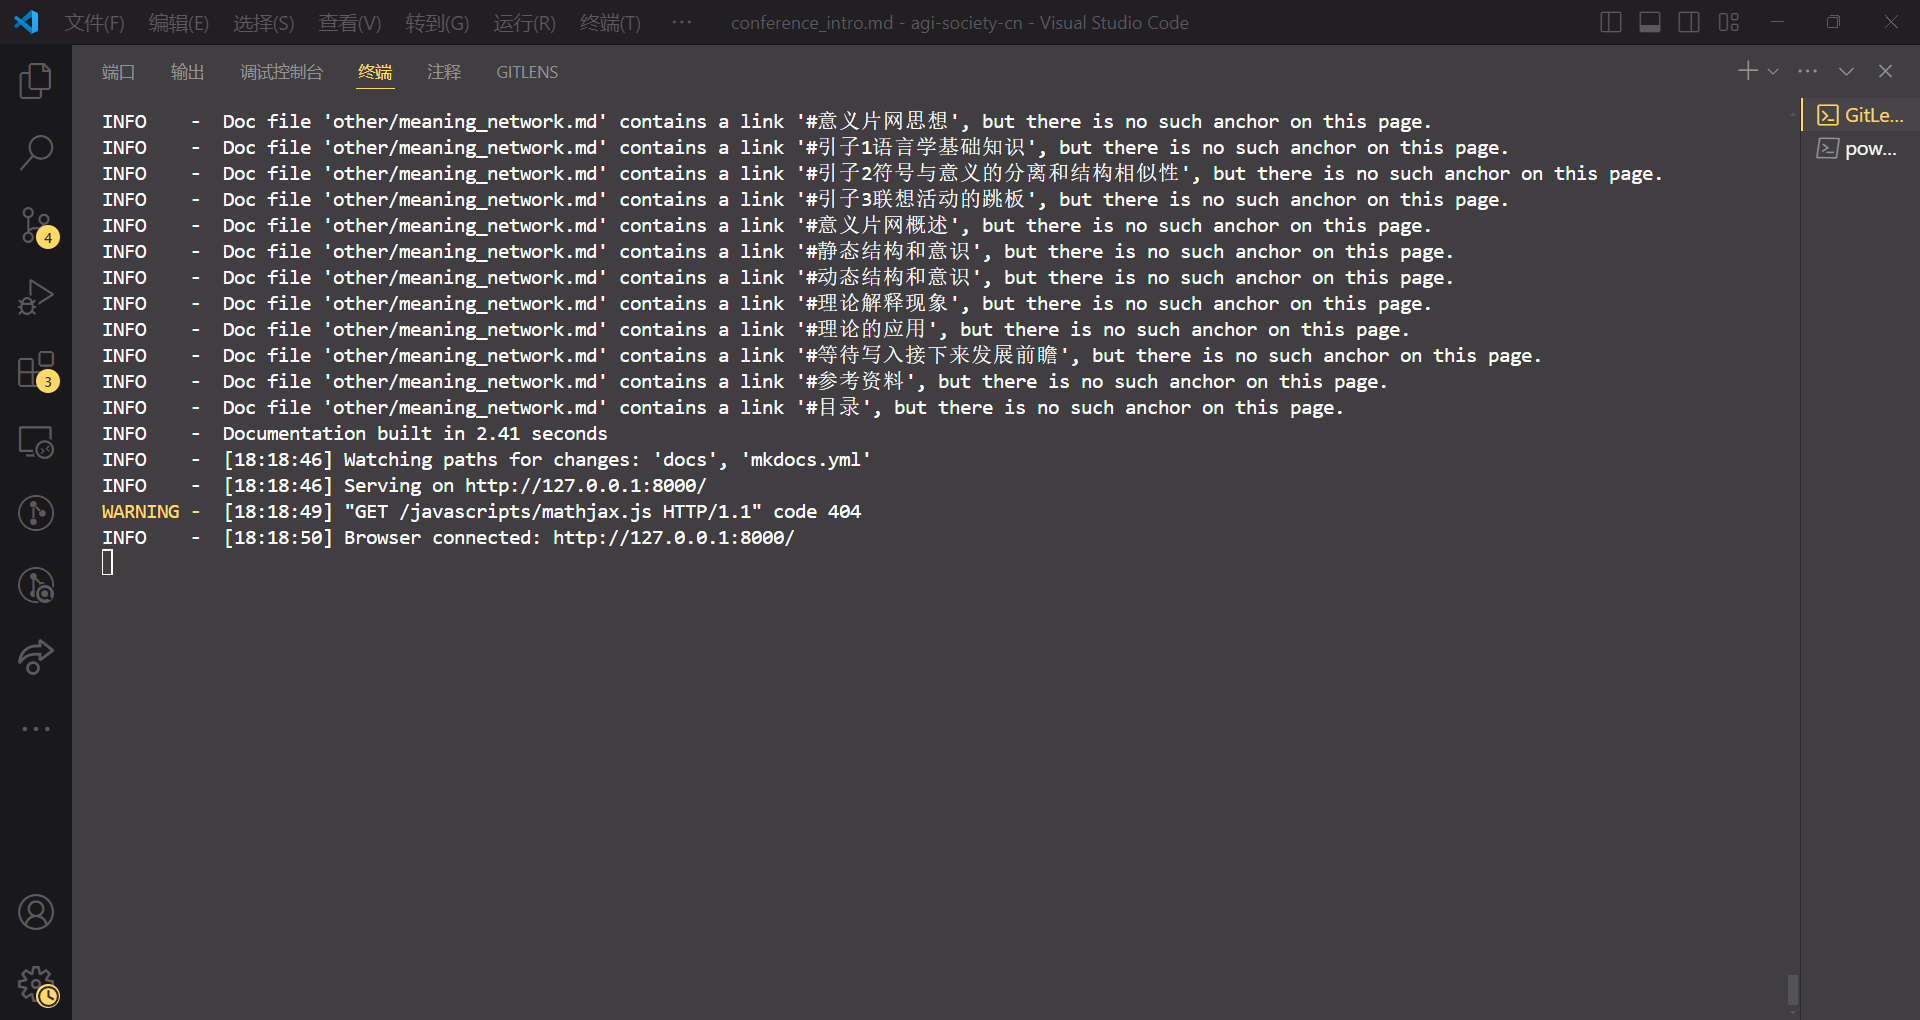 文件(F) 编辑(E) 选择(S) 查看(V) 转到(G) 运行(R) 终端(T) ··· conference_intro.md - agi-society-cn - Visual Studio Code
端口 输出 调试控制台 终端 注释 GITLENS
INFO    -  Doc file 'other/meaning_network.md' contains a link '#意义片网思想', but there is no such anchor on this page.
INFO    -  Doc file 'other/meaning_network.md' contains a link '#引子1语言学基础知识', but there is no such anchor on this page.
INFO    -  Doc file 'other/meaning_network.md' contains a link '#引子2符号与意义的分离和结构相似性', but there is no such anchor on this page.
INFO    -  Doc file 'other/meaning_network.md' contains a link '#引子3联想活动的跳板', but there is no such anchor on this page.
INFO    -  Doc file 'other/meaning_network.md' contains a link '#意义片网概述', but there is no such anchor on this page.
INFO    -  Doc file 'other/meaning_network.md' contains a link '#静态结构和意识', but there is no such anchor on this page.
INFO    -  Doc file 'other/meaning_network.md' contains a link '#动态结构和意识', but there is no such anchor on this page.
INFO    -  Doc file 'other/meaning_network.md' contains a link '#理论解释现象', but there is no such anchor on this page.
INFO    -  Doc file 'other/meaning_network.md' contains a link '#理论的应用', but there is no such anchor on this page.
INFO    -  Doc file 'other/meaning_network.md' contains a link '#等待写入接下来发展前瞻', but there is no such anchor on this page.
INFO    -  Doc file 'other/meaning_network.md' contains a link '#参考资料', but there is no such anchor on this page.
INFO    -  Doc file 'other/meaning_network.md' contains a link '#目录', but there is no such anchor on this page.
INFO    -  Documentation built in 2.41 seconds
INFO    -  [18:18:46] Watching paths for changes: 'docs', 'mkdocs.yml'
INFO    -  [18:18:46] Serving on http://127.0.0.1:8000/
WARNING -  [18:18:49] "GET /javascripts/mathjax.js HTTP/1.1" code 404
INFO    -  [18:18:50] Browser connected: http://127.0.0.1:8000/
GitLe...
pow...
4
3